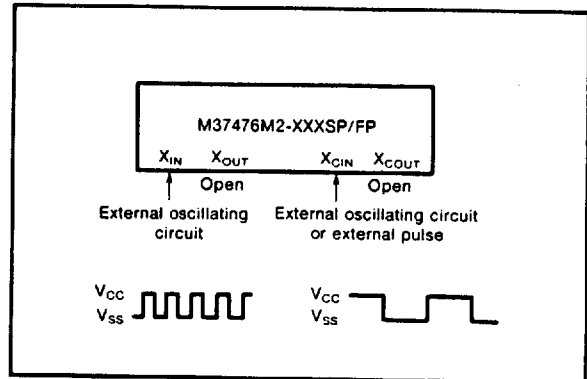 M37476M2-XXXSP/FP
XIN XOUT XCIN XCOUT
Open Open
External oscillating circuit
External oscillating circuit or external pulse
VCC
VSS
VCC
VSS